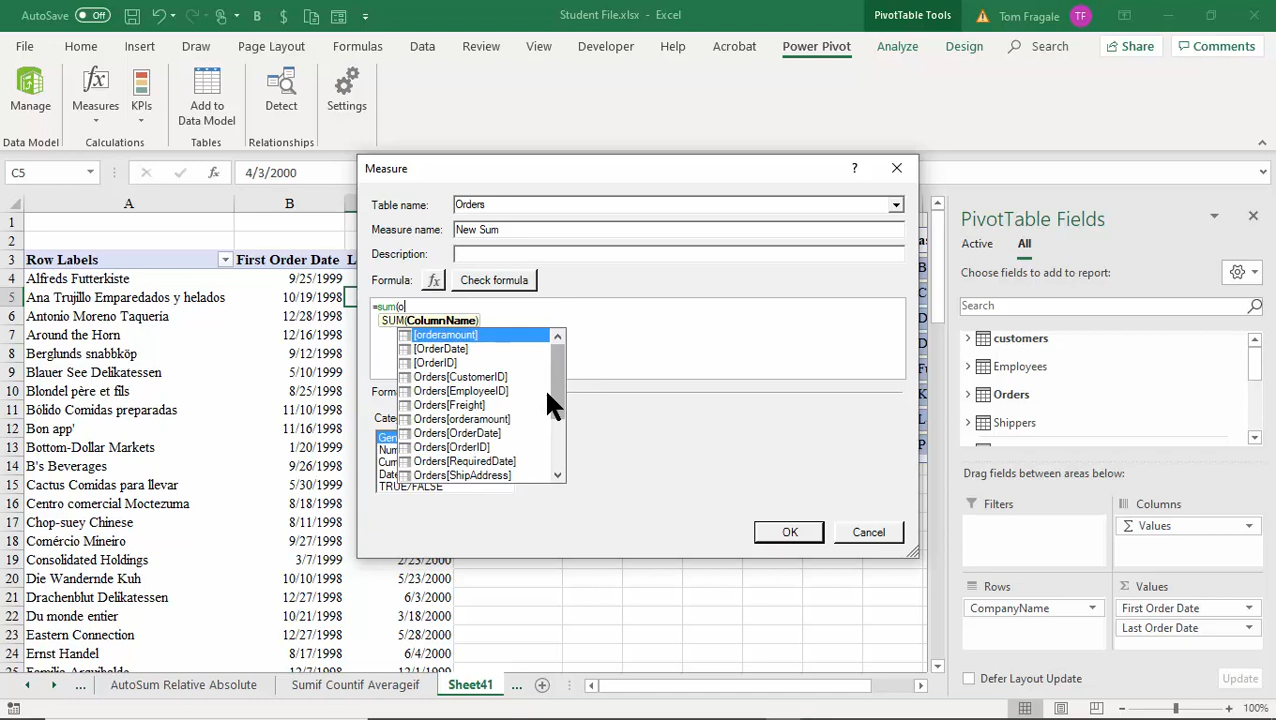 AutoSave Off
Student File.xlsx - Excel
PivotTable Tools
Tom Fragale TF
File Home Insert Draw Page Layout Formulas Data Review View Developer Help Acrobat Power Pivot Analyze Design Search Share Comments
Manage
Measures
KPIs
Add to
Data Model
Detect
Settings
Data Model Calculations Tables Relationships
C5 fx 4/3/2000
A B
1
2
3 Row Labels First Order Date L
4 Alfreds Futterkiste 9/25/1999
5 Ana Trujillo Emparedados y helados 10/19/1998
6 Antonio Moreno Taquería 12/28/1998
7 Around the Horn 12/18/1998
8 Berglunds snabbköp 9/12/1998
9 Blauer See Delikatessen 5/30/1999
10 Blondel père et fils 8/25/1998
11 Bólido Comidas preparadas 11/10/1998
12 Bon app' 11/17/1998
13 Bottom-Dollar Markets 1/20/1999
14 B's Beverages 9/26/1998
15 Cactus Comidas para llevar 5/30/1999
16 Centro comercial Moctezuma 8/18/1998
17 Chop-suey Chinese 8/11/1998
18 Comércio Mineiro 9/27/1998
19 Consolidated Holdings 3/7/1999 2/23/2000
20 Die Wandernde Kuh 10/10/1998 5/23/2000
21 Drachenblut Delikatessen 12/27/1998 6/3/2000
22 Du monde entier 10/21/1998 3/18/2000
23 Eastern Connection 12/27/1998 5/28/2000
24 Ernst Handel 8/17/1998 6/4/2000
Measure ?
Table name: Orders
Measure name: New Sum
Description:
Formula: fx Check formula
=sum(o
SUM(ColumnName)
[orderamount]
[OrderDate]
[OrderID]
Orders[CustomerID]
Orders[EmployeeID]
Orders[Freight]
Orders[orderamount]
Orders[OrderDate]
Orders[OrderID]
Orders[RequiredDate]
Orders[ShipAddress]
Form
Cate
Gen
Num
Cur
Date
TRUE/FALSE
OK Cancel
PivotTable Fields
Active All
Choose fields to add to report:
Search
customers
Employees
Orders
Shippers
Drag fields between areas below:
Filters
Columns
Values
Rows
CompanyName
Values
First Order Date
Last Order Date
Defer Layout Update Update
... AutoSum Relative Absolute Sumif Countif Averageif Sheet41 ...
100%